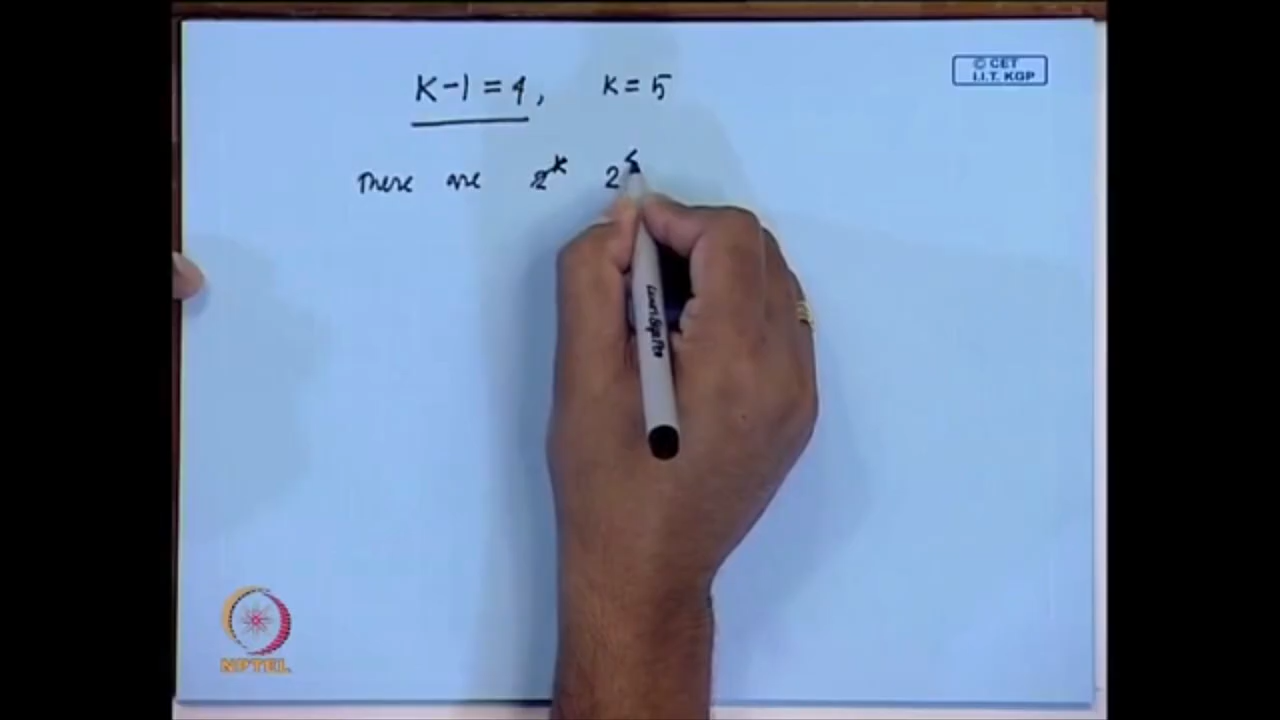 © CET
I.I.T. KGP
K-1 = 4, K = 5
There are 2^k 2^5
NPTEL